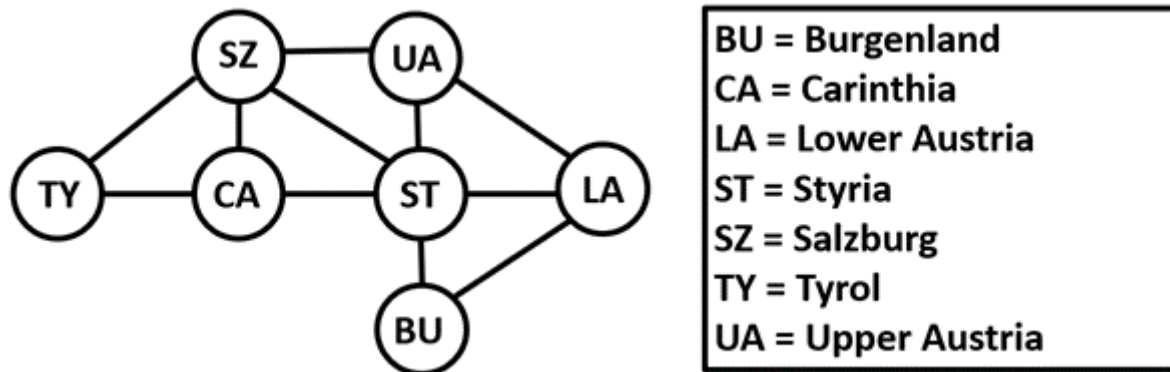 SZ
UA
TY
CA
ST
LA
BU
BU = Burgenland
CA = Carinthia
LA = Lower Austria
ST = Styria
SZ = Salzburg
TY = Tyrol
UA = Upper Austria